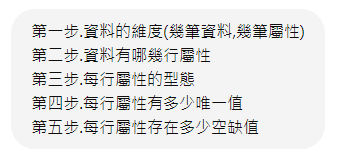 第一步.資料的維度(幾筆資料,幾筆屬性)
第二步.資料有哪幾行屬性
第三步.每行屬性的型態
第四步.每行屬性有多少唯一值
第五步.每行屬性存在多少空缺值